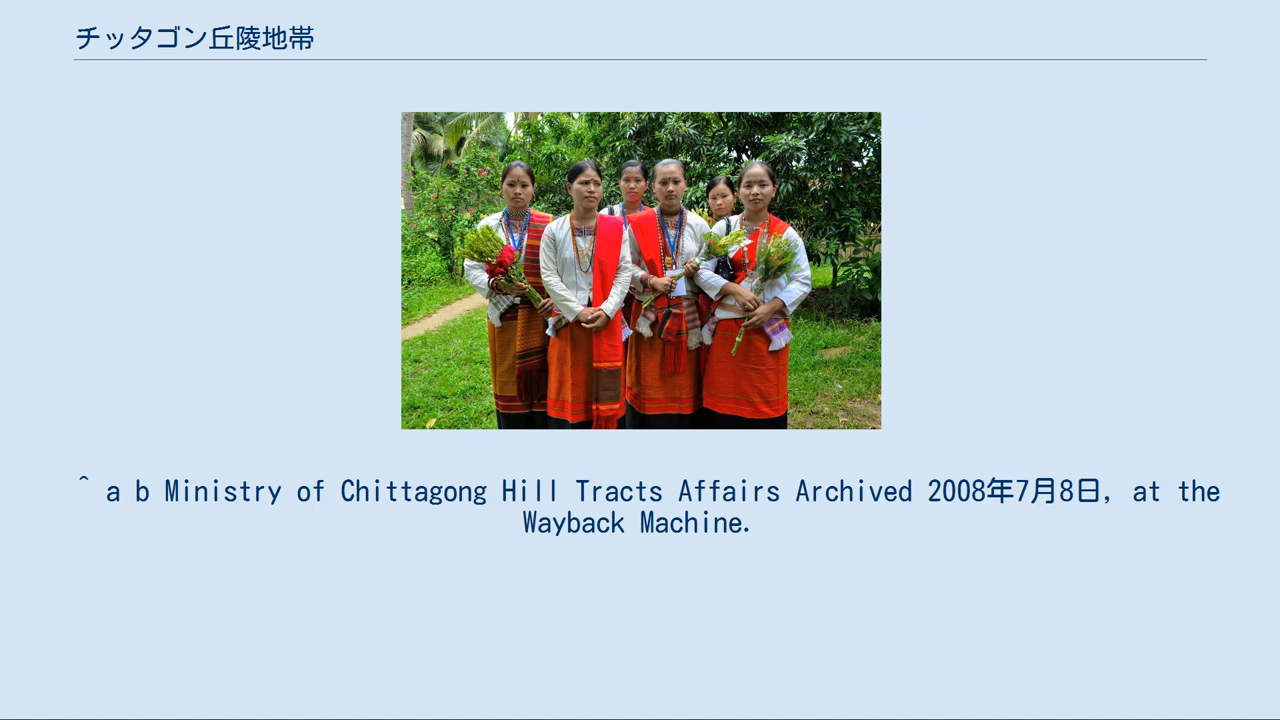 チッタゴン丘陵地帯
^ a b Ministry of Chittagong Hill Tracts Affairs Archived 2008年7月8日, at the
Wayback Machine.